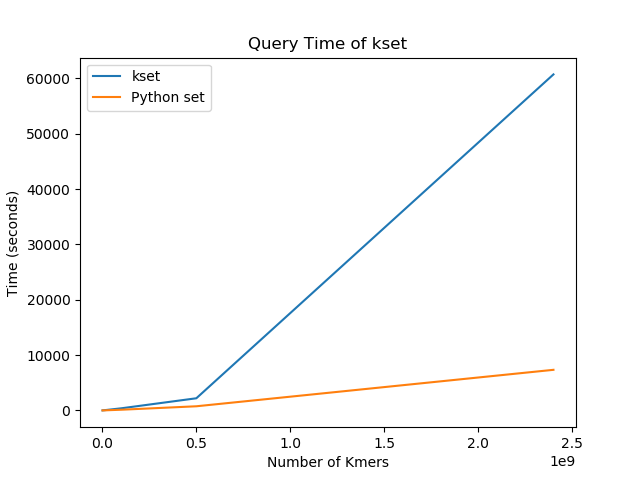 Query Time of kset
kset
Python set
Time (seconds)
60000
50000
40000
30000
20000
10000
0
0.0 0.5 1.0 1.5 2.0 2.5
1e9
Number of Kmers